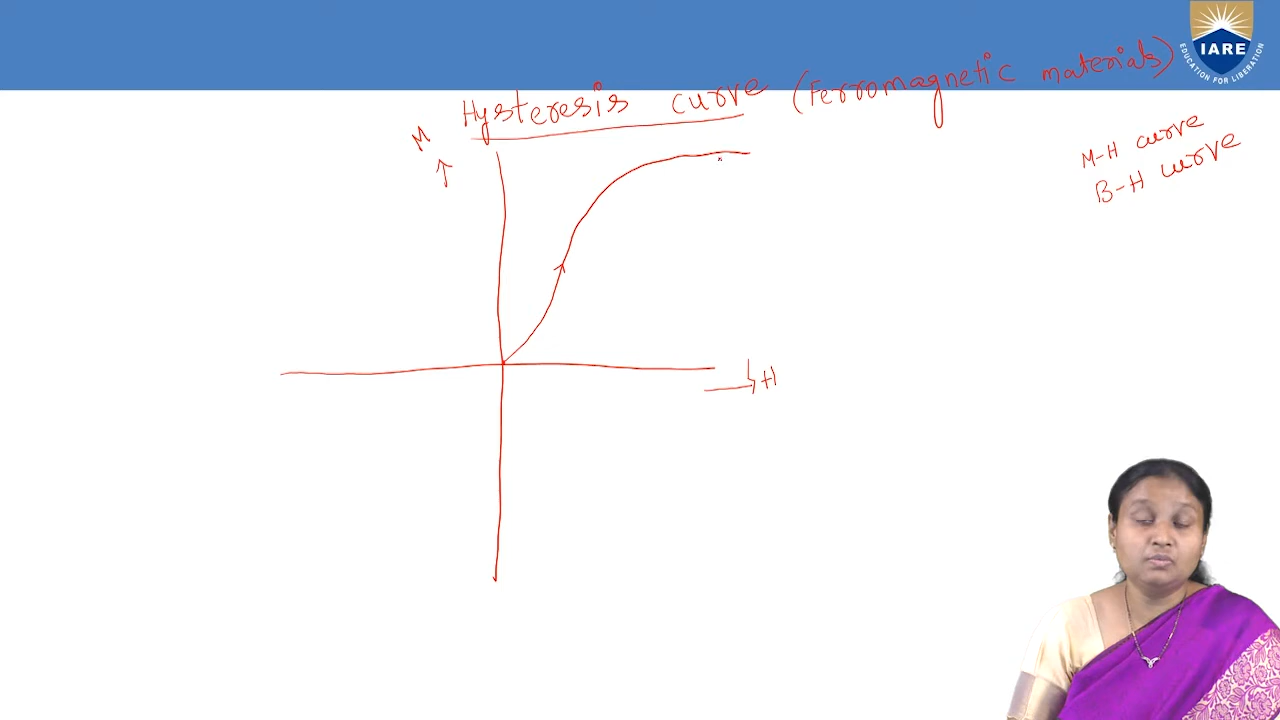 IARE
EDUCATION FOR LIBERATION
Hysteresis curve (Ferromagnetic materials)
M
M-H curve
B-H curve
H